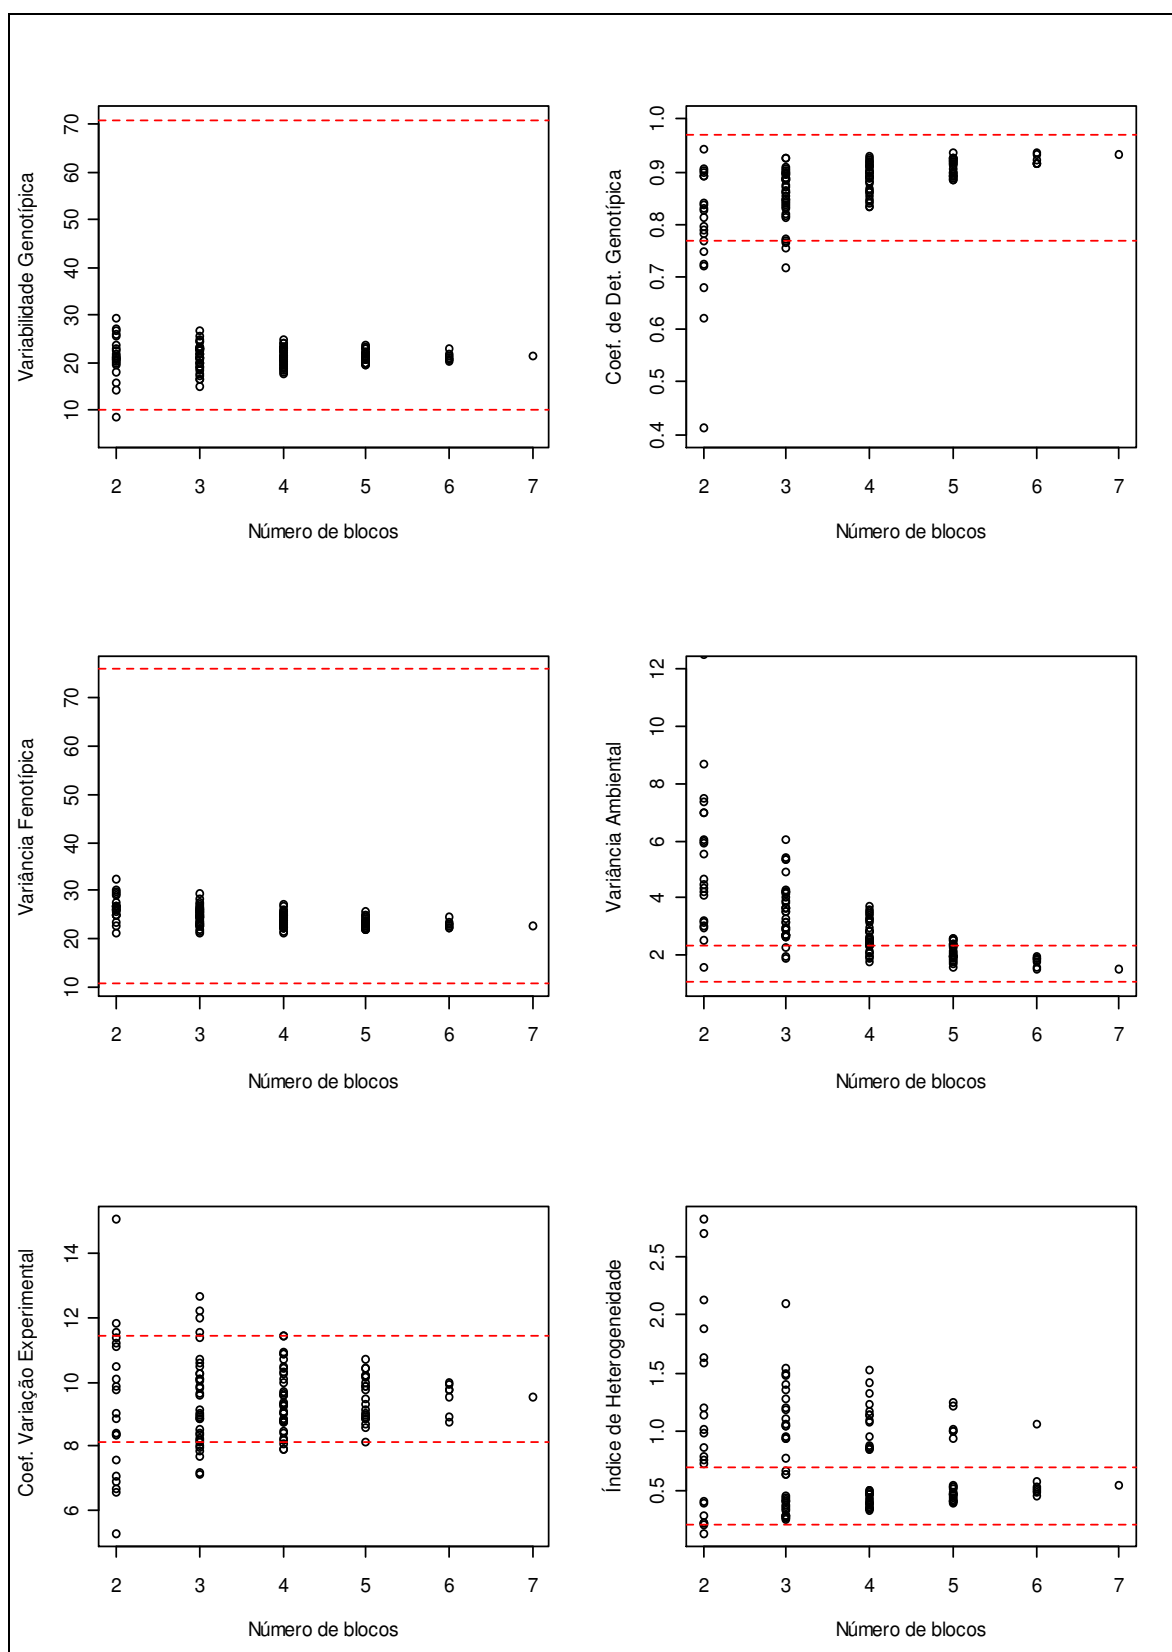 Variabilidade Genotípica
70
60
50
40
30
20
10
2 3 4 5 6 7
Número de blocos
Coef. de Det. Genotípica
1.0
0.9
0.8
0.7
0.6
0.5
0.4
2 3 4 5 6 7
Número de blocos
Variância Fenotípica
70
60
50
40
30
20
10
2 3 4 5 6 7
Número de blocos
Variância Ambiental
12
10
8
6
4
2
2 3 4 5 6 7
Número de blocos
Coef. Variação Experimental
14
12
10
8
6
2 3 4 5 6 7
Número de blocos
Índice de Heterogeneidade
2.5
2.0
1.5
1.0
0.5
2 3 4 5 6 7
Número de blocos